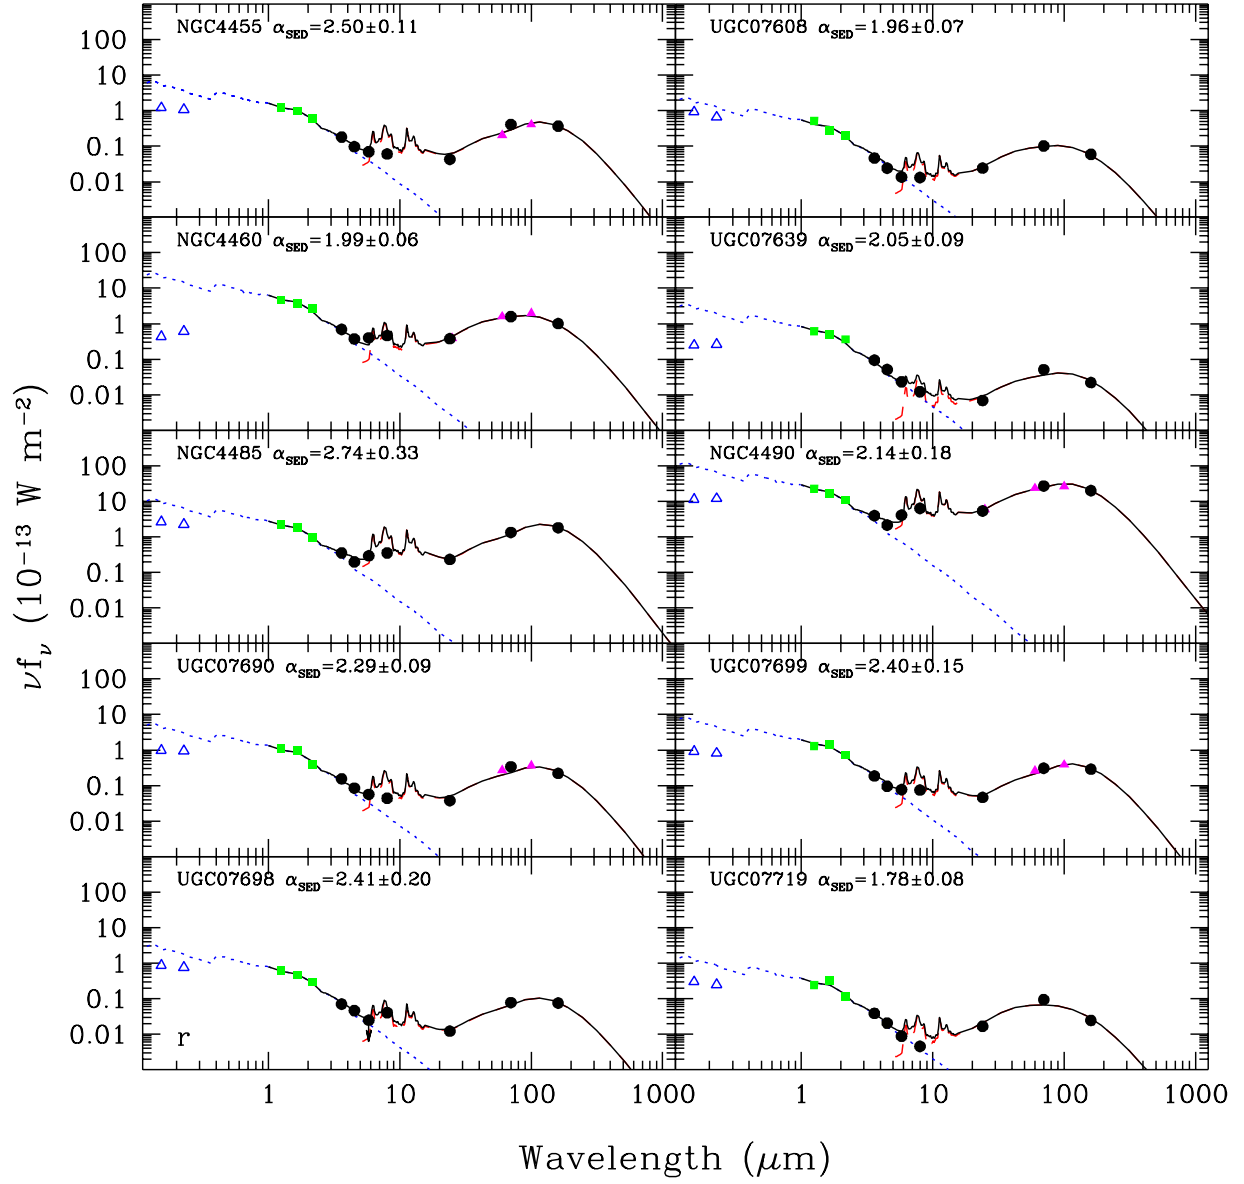 NGC4455 αSED=2.50±0.11
UGC07608 α_SED=1.96±0.07
100
10
1
0.1
0.01
NGC4460 α_SED=1.99±0.06
UGC07639 α_SED=2.05±0.09
100
10
1
0.1
0.01
NGC4485 α_SED=2.74±0.33
NGC4490 α_SED=2.14±0.18
100
10
1
0.1
0.01
UGC07690 α_SED=2.29±0.09
UGC07699 α_SED=2.40±0.15
100
10
1
0.1
0.01
UGC07698 α_SED=2.41±0.20
UGC07719 α_SED=1.78±0.08
100
10
1
0.1
0.01
r
νf_ν (10⁻¹³ W m⁻²)
1 10 100 1000 1 10 100 1000
Wavelength (μm)